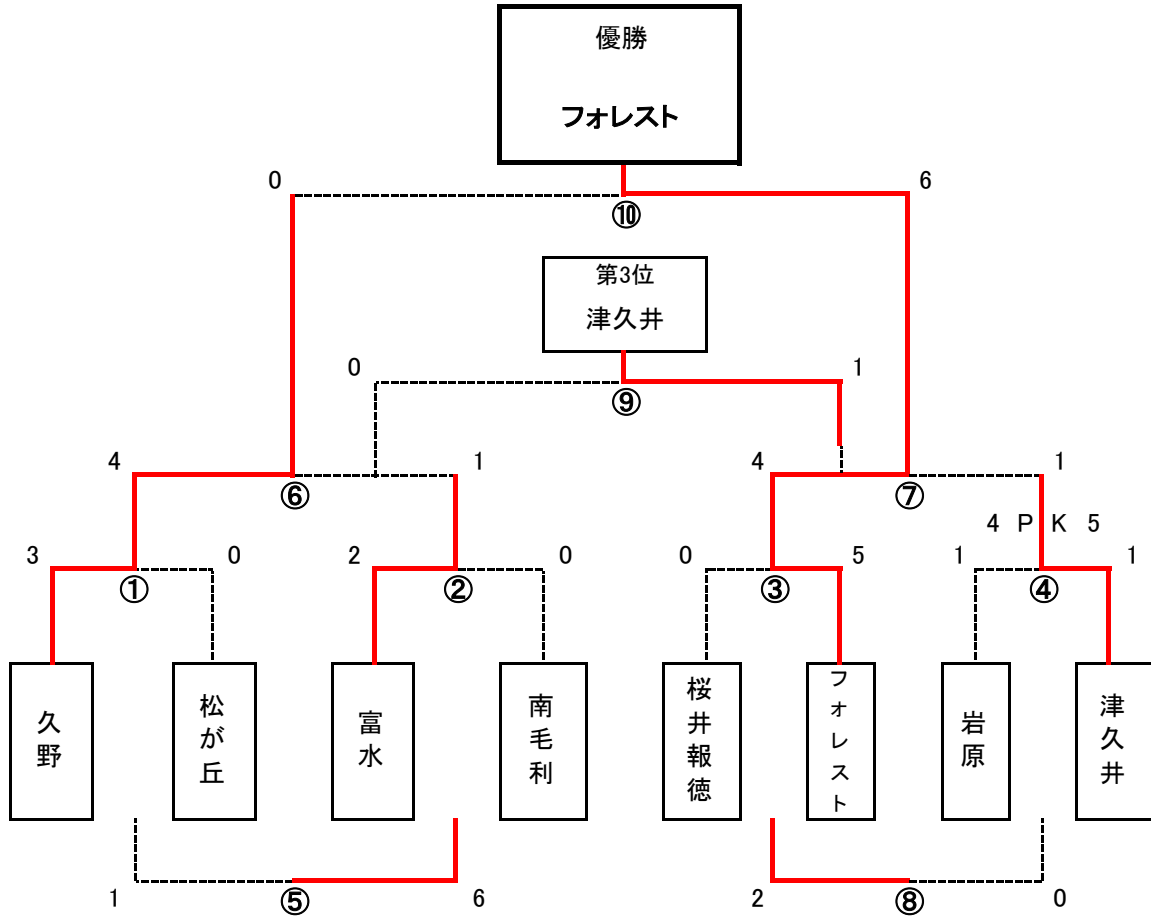 優勝
フォレスト
0 6
⑩
第3位
津久井
0 1
⑨
4 1 4 1
⑥ ⑦
4 P K 5
3 0 2 0 0 5 1 1
① ② ③ ④
久野
松が丘
富水
南毛利
桜井報徳
フォレスト
岩原
津久井
1 ⑤ 6 2 ⑧ 0